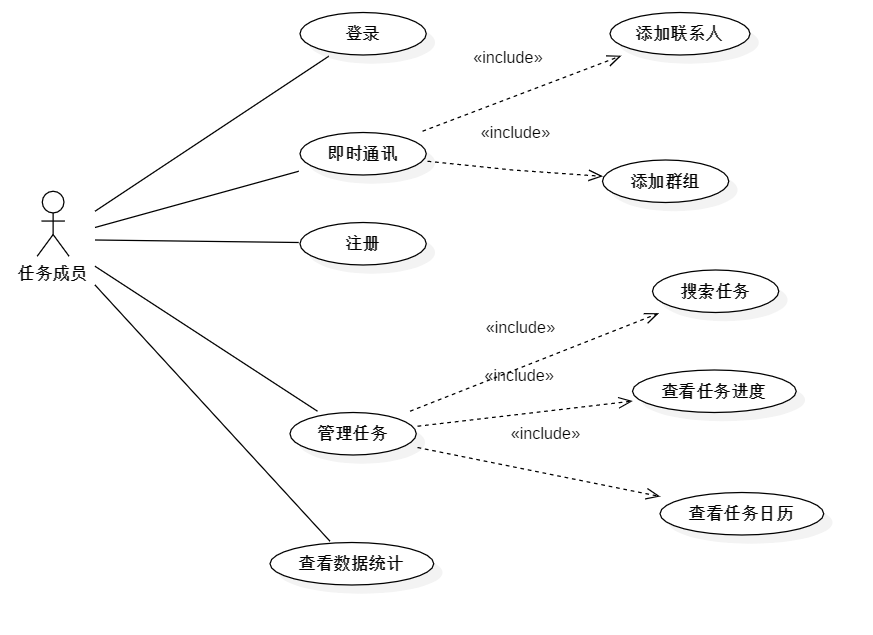 登录
添加联系人
«include»
«include»
即时通讯
添加群组
注册
任务成员
搜索任务
«include»
«include»
查看任务进度
管理任务
«include»
查看任务日历
查看数据统计